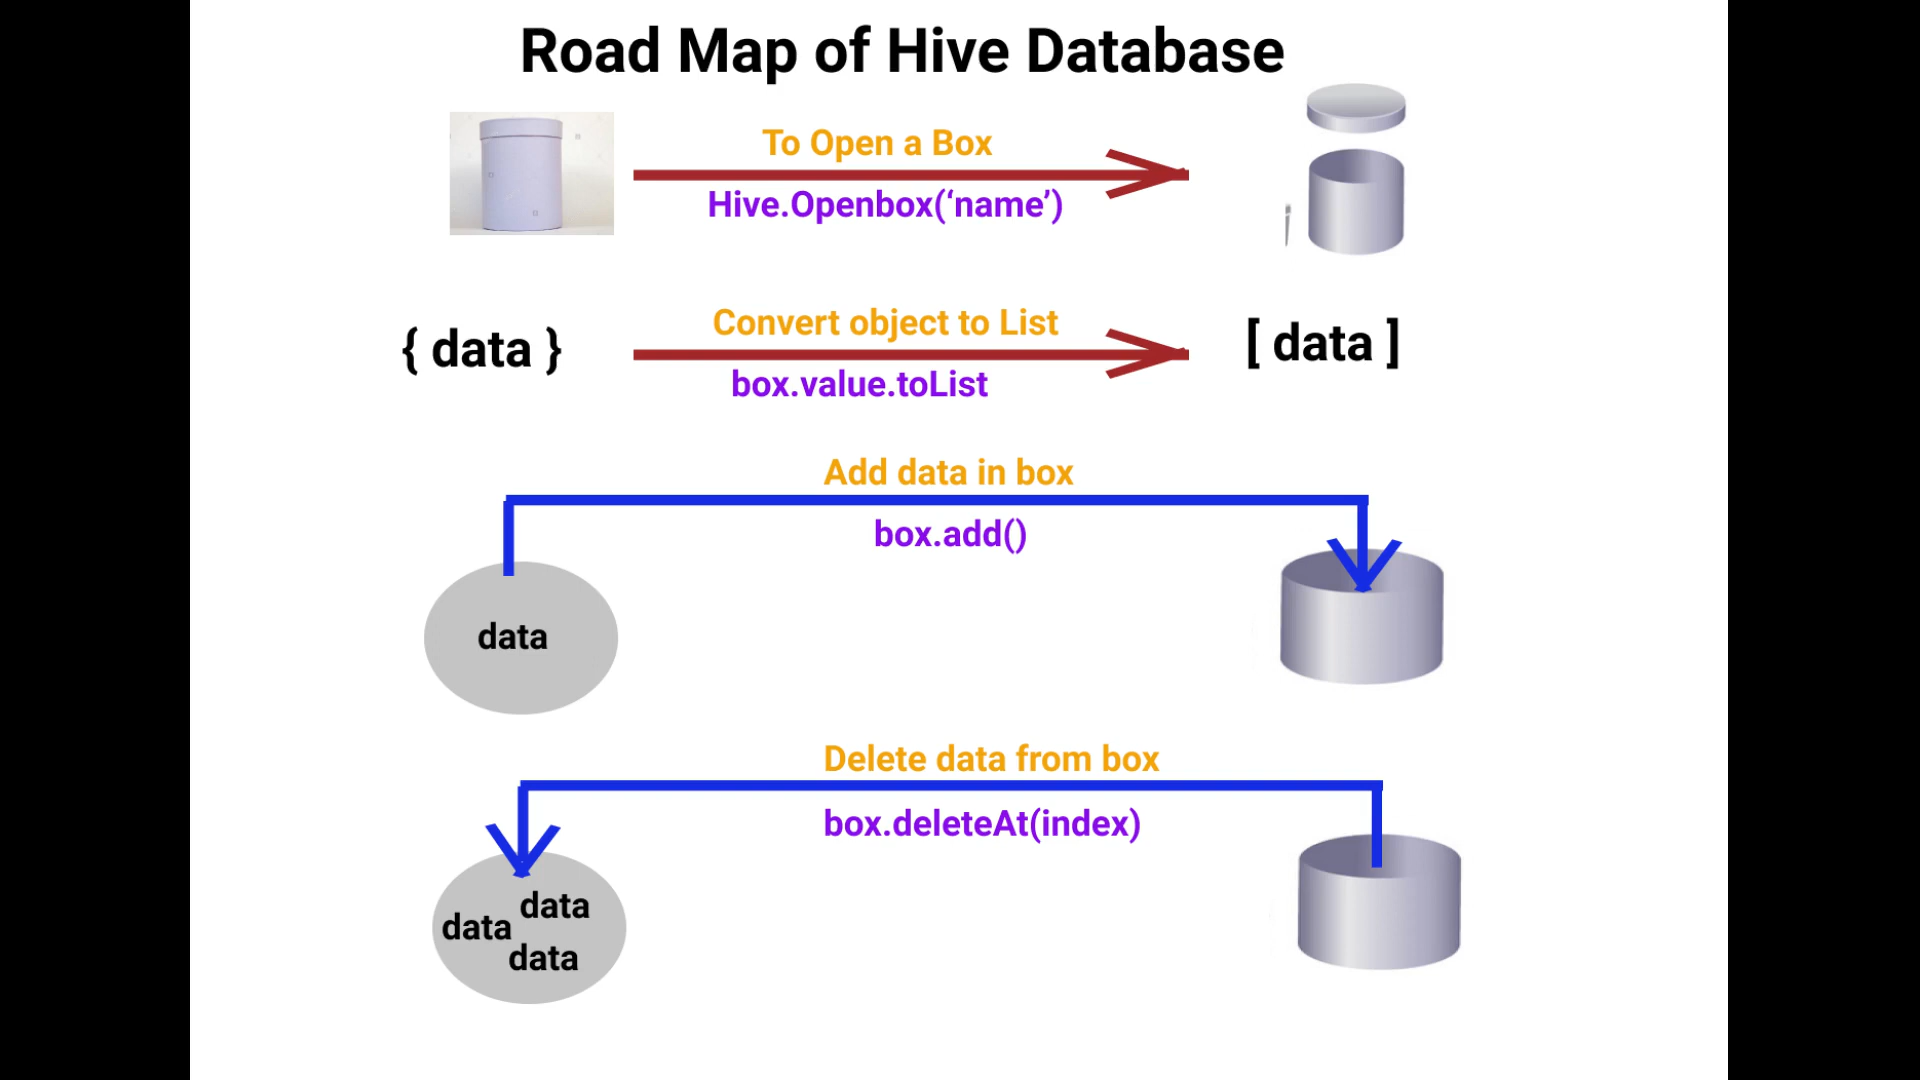 Road Map of Hive Database
To Open a Box
Hive.Openbox(‘name’)
Convert object to List
{ data }
[ data ]
box.value.toList
Add data in box
box.add()
data
Delete data from box
box.deleteAt(index)
data
data
data